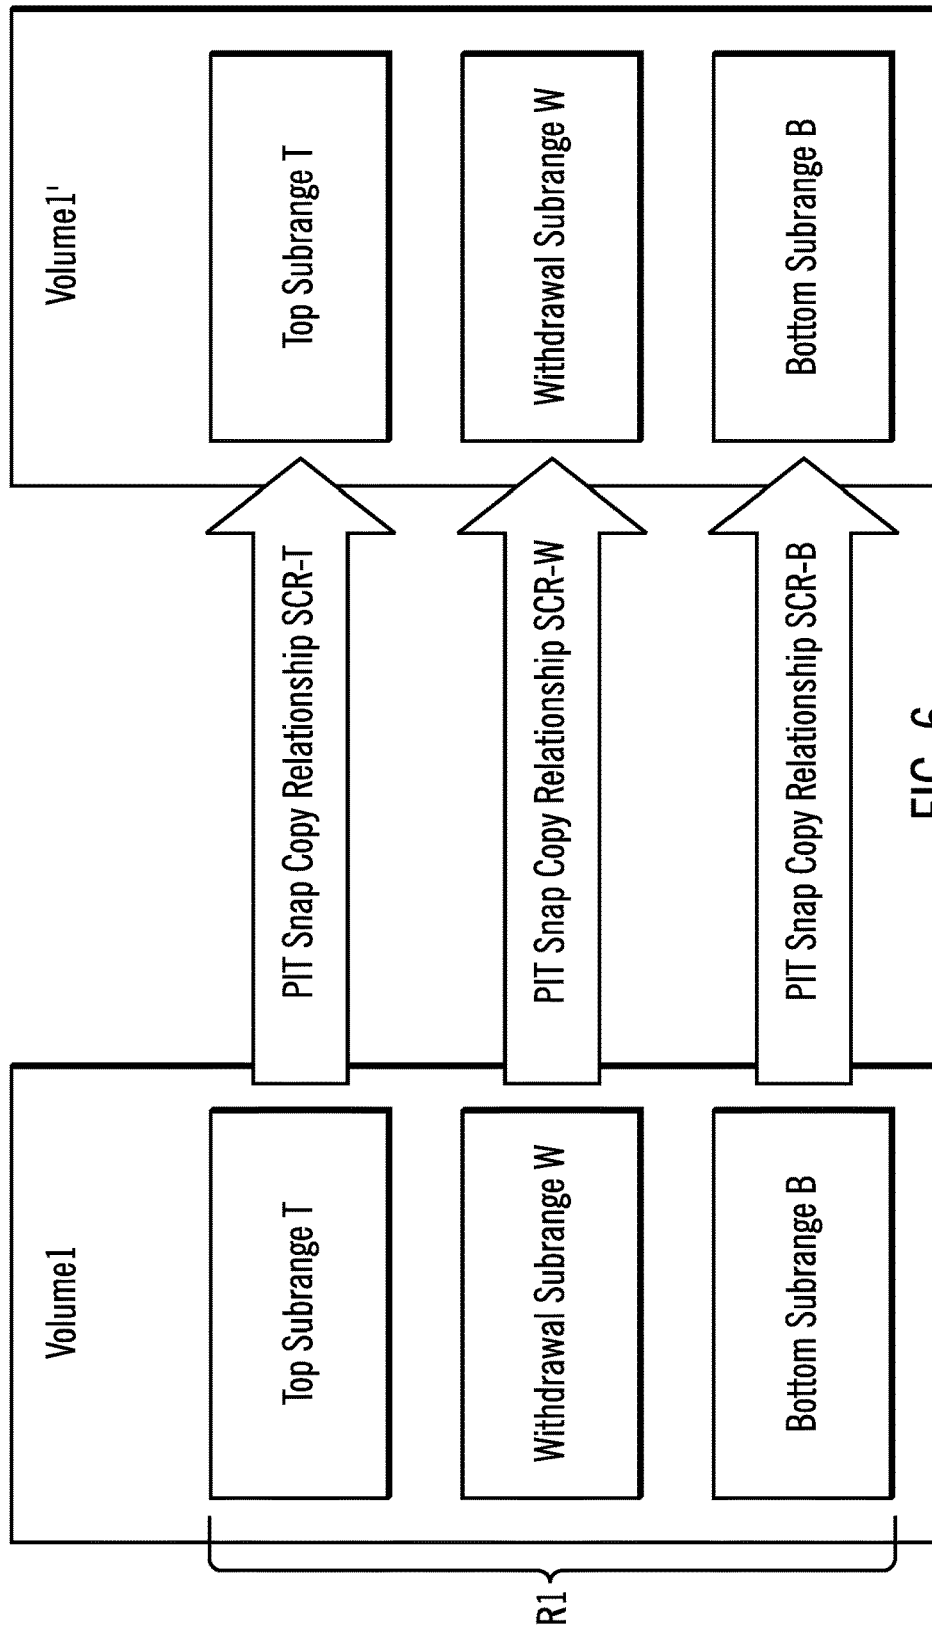 Volume1
Volume1'
Top Subrange T
PIT Snap Copy Relationship SCR-T
Top Subrange T
R1
Withdrawal Subrange W
PIT Snap Copy Relationship SCR-W
Withdrawal Subrange W
Bottom Subrange B
PIT Snap Copy Relationship SCR-B
Bottom Subrange B